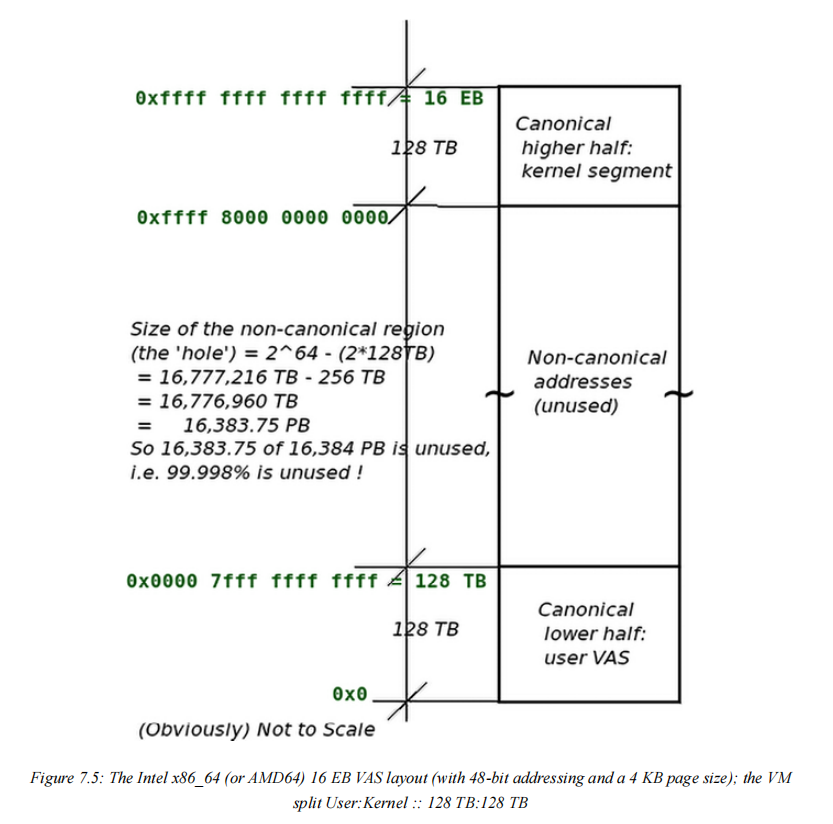 0xffff ffff ffff ffff = 16 EB
Canonical
higher half:
kernel segment
128 TB
0xffff 8000 0000 0000
Size of the non-canonical region
(the 'hole') = 2^64 - (2*128TB)
= 16,777,216 TB - 256 TB
= 16,776,960 TB
= 16,383.75 PB
So 16,383.75 of 16,384 PB is unused,
i.e. 99.998% is unused !
Non-canonical
addresses
(unused)
~ ~
0x0000 7fff ffff ffff = 128 TB
128 TB
Canonical
lower half:
user VAS
0x0
(Obviously) Not to Scale
Figure 7.5: The Intel x86_64 (or AMD64) 16 EB VAS layout (with 48-bit addressing and a 4 KB page size); the VM
split User:Kernel :: 128 TB:128 TB